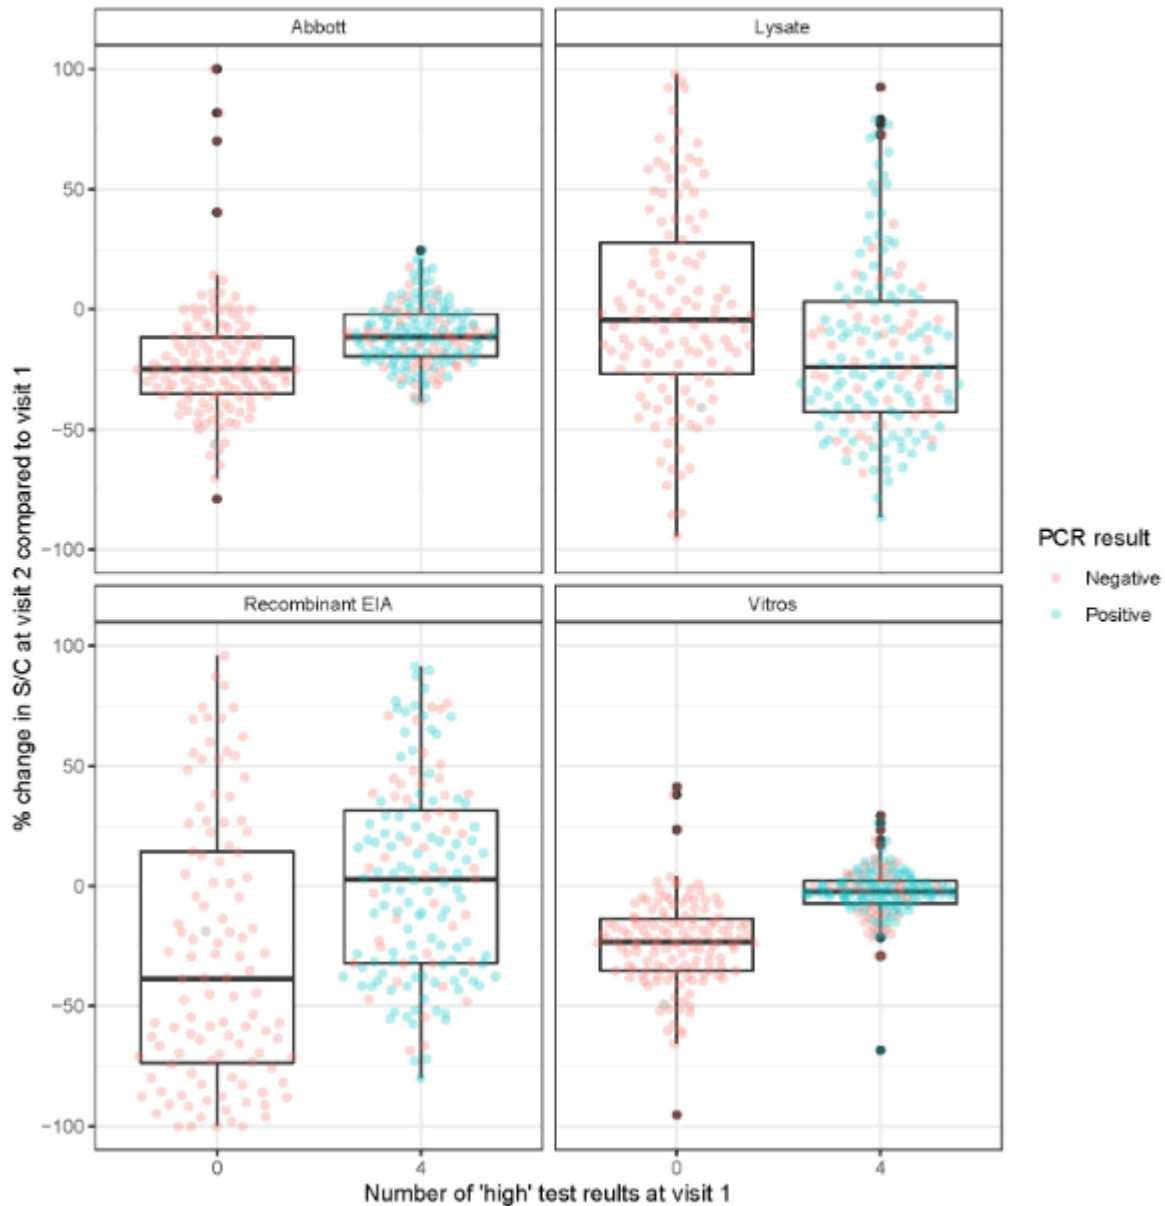 Abbott
Lysate
100
50
0
−50
−100
Recombinant EIA
Vitros
100
50
0
−50
−100
0
4
0
4
% change in S/C at visit 2 compared to visit 1
Number of 'high' test reults at visit 1
PCR result
Negative
Positive